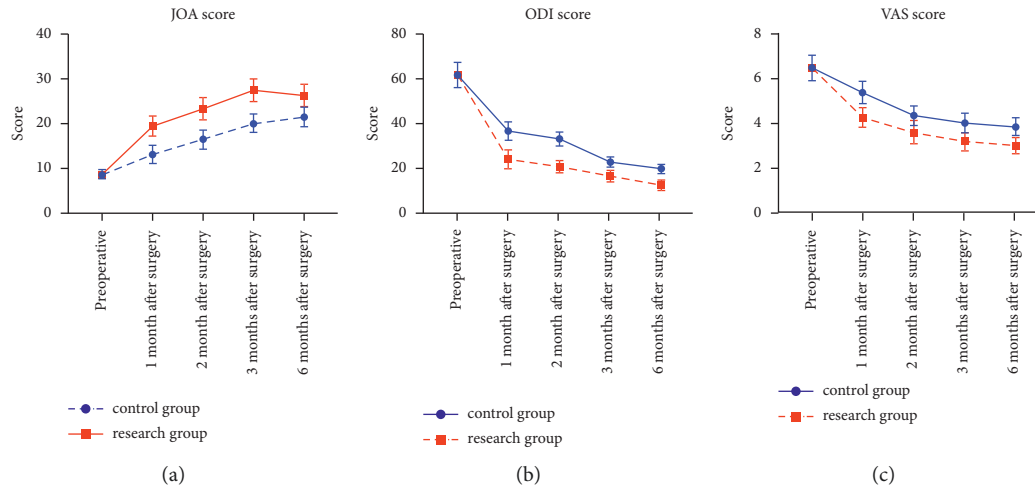 JOA score
40
30
20
10
0
Score
Preoperative
1 month after surgery
2 month after surgery
3 months after surgery
6 months after surgery
control group
research group
(a)
ODI score
80
60
40
20
0
Score
Preoperative
1 month after surgery
2 month after surgery
3 months after surgery
6 months after surgery
control group
research group
(b)
VAS score
8
6
4
2
0
Score
Preoperative
1 month after surgery
2 month after surgery
3 months after surgery
6 months after surgery
control group
research group
(c)